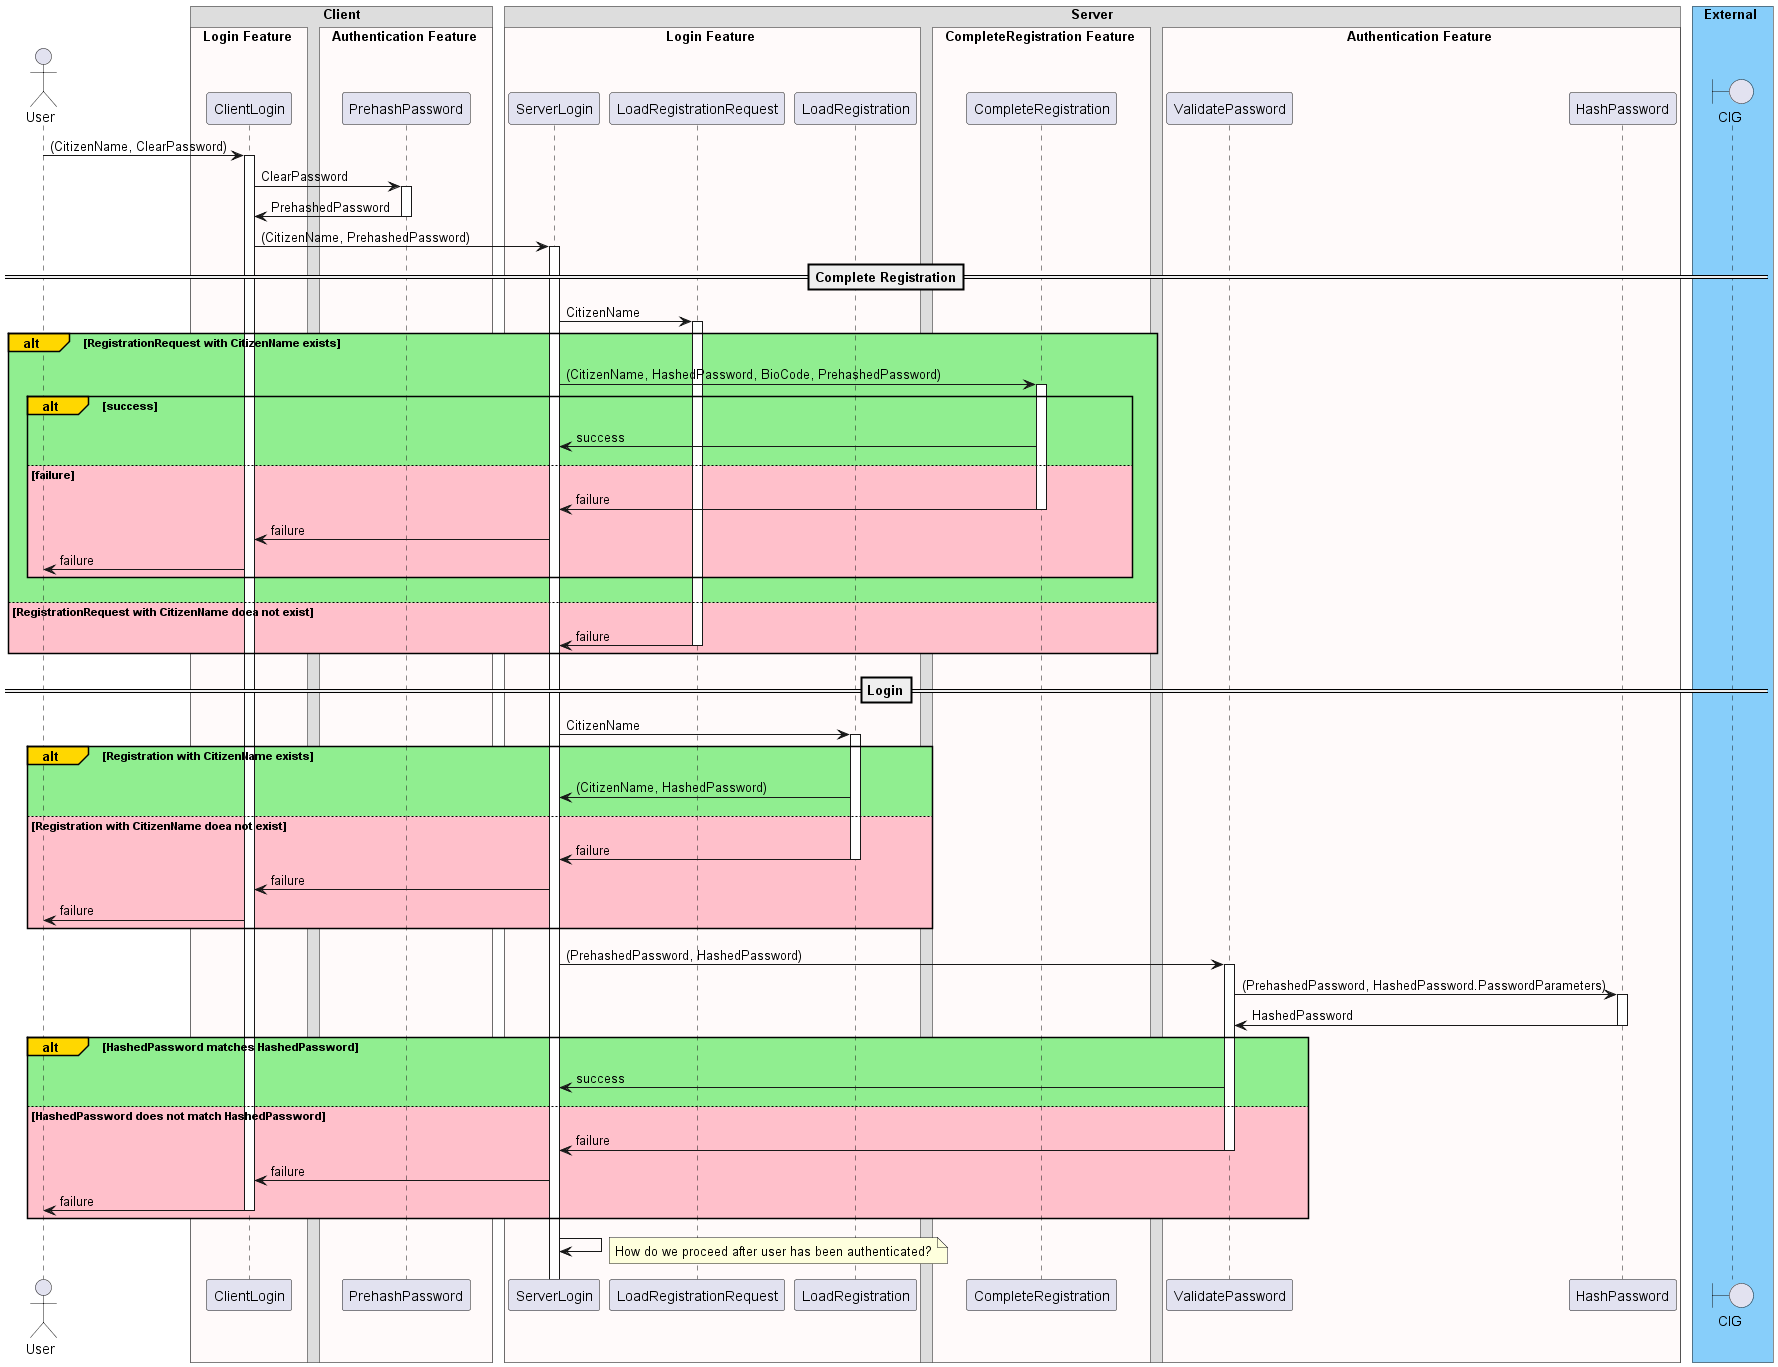 Client
Server
External
Login Feature
Authentication Feature
Login Feature
CompleteRegistration Feature
Authentication Feature
User
ClientLogin
PrehashPassword
ServerLogin
LoadRegistrationRequest
LoadRegistration
CompleteRegistration
ValidatePassword
HashPassword
CIG
(CitizenName, ClearPassword)
ClearPassword
PrehashedPassword
(CitizenName, PrehashedPassword)
Complete Registration
CitizenName
alt [RegistrationRequest with CitizenName exists]
(CitizenName, HashedPassword, BioCode, PrehashedPassword)
alt [success]
success
[failure]
failure
failure
failure
[RegistrationRequest with CitizenName doea not exist]
failure
Login
CitizenName
alt [Registration with CitizenName exists]
(CitizenName, HashedPassword)
[Registration with CitizenName doea not exist]
failure
failure
failure
(PrehashedPassword, HashedPassword)
(PrehashedPassword, HashedPassword.PasswordParameters)
HashedPassword
alt [HashedPassword matches HashedPassword]
success
[HashedPassword does not match HashedPassword]
failure
failure
failure
How do we proceed after user has been authenticated?
User
ClientLogin
PrehashPassword
ServerLogin
LoadRegistrationRequest
LoadRegistration
CompleteRegistration
ValidatePassword
HashPassword
CIG